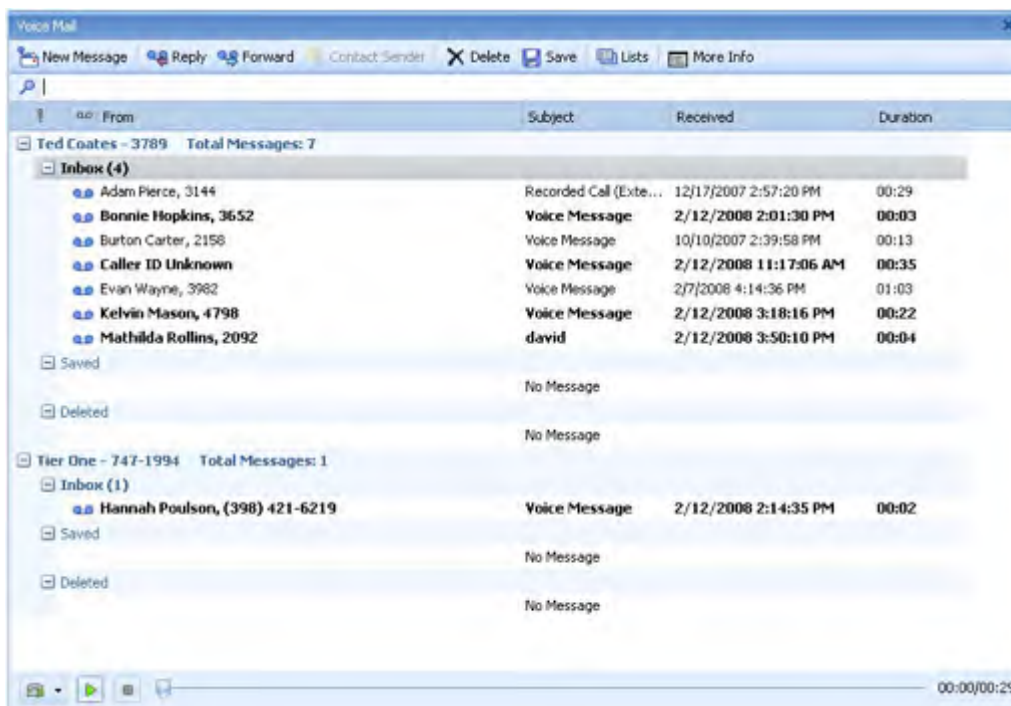 Voice Mail
New Message Reply Forward Contact Sender Delete Save Lists More Info
From Subject Received Duration
Ted Coates - 3789 Total Messages: 7
Inbox (4)
Adam Pierce, 3144 Recorded Call (Exte... 12/17/2007 2:57:20 PM 00:29
Bonnie Hopkins, 3652 Voice Message 2/12/2008 2:01:30 PM 00:03
Burton Carter, 2158 Voice Message 10/10/2007 2:39:58 PM 00:13
Caller ID Unknown Voice Message 2/12/2008 11:17:06 AM 00:35
Evan Wayne, 3982 Voice Message 2/7/2008 4:14:36 PM 01:03
Kelvin Mason, 4798 Voice Message 2/12/2008 3:18:16 PM 00:22
Mathilda Rollins, 2092 david 2/12/2008 3:50:10 PM 00:04
Saved
No Message
Deleted
No Message
Tier One - 747-1994 Total Messages: 1
Inbox (1)
Hannah Poulson, (398) 421-6219 Voice Message 2/12/2008 2:14:35 PM 00:02
Saved
No Message
Deleted
No Message
00:00/00:29